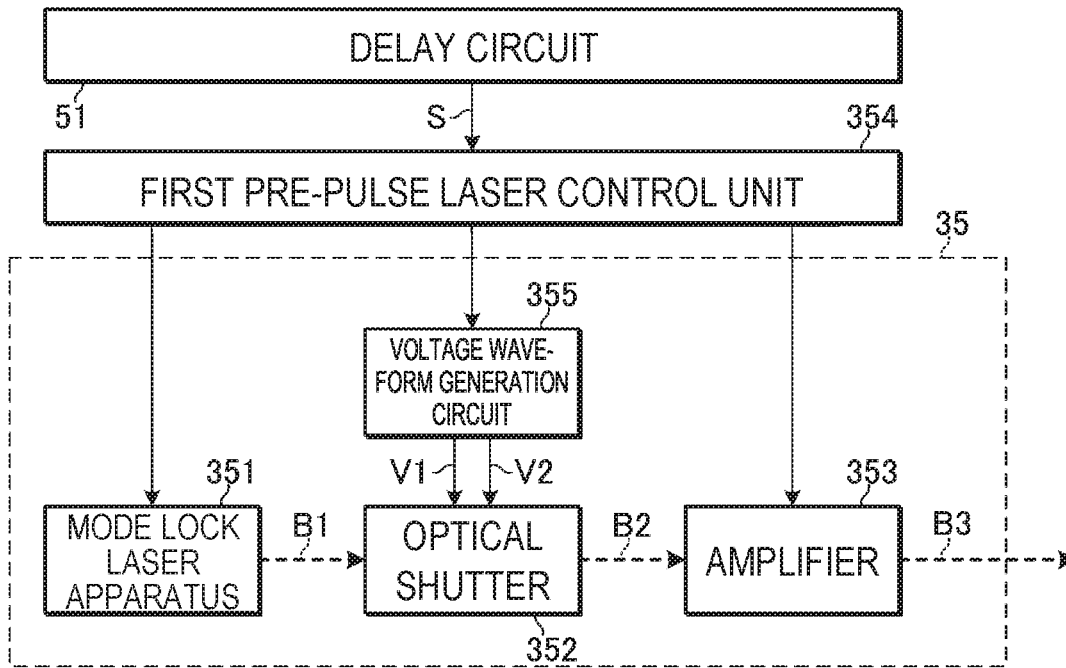 DELAY CIRCUIT
51
S
354
FIRST PRE-PULSE LASER CONTROL UNIT
35
355
VOLTAGE WAVE-
FORM GENERATION
CIRCUIT
351
V1
V2
353
MODE LOCK
LASER
APPARATUS
B1
OPTICAL
SHUTTER
B2
AMPLIFIER
B3
352